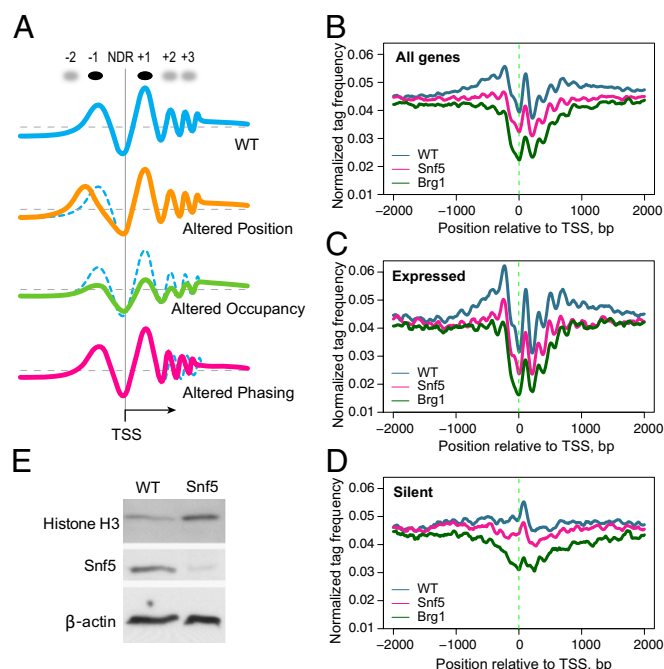 A
-2 -1 NDR +1 +2 +3
WT
Altered Position
Altered Occupancy
Altered Phasing
TSS
B
All genes
Normalized tag frequency
0.06
0.05
0.04
0.03
0.02
0.01
WT
Snf5
Brg1
−2000 −1000 0 1000 2000
Position relative to TSS, bp
C
Expressed
Normalized tag frequency
0.06
0.05
0.04
0.03
0.02
0.01
WT
Snf5
Brg1
−2000 −1000 0 1000 2000
Position relative to TSS, bp
D
Silent
Normalized tag frequency
0.06
0.05
0.04
0.03
0.02
0.01
WT
Snf5
Brg1
−2000 −1000 0 1000 2000
Position relative to TSS, bp
E
WT Snf5
Histone H3
Snf5
β-actin